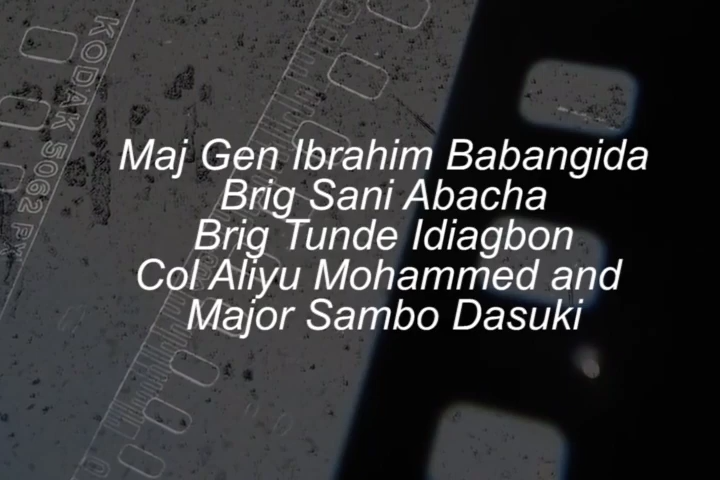 KODAK 5062 PX
Maj Gen Ibrahim Babangida
Brig Sani Abacha
Brig Tunde Idiagbon
Col Aliyu Mohammed and
Major Sambo Dasuki